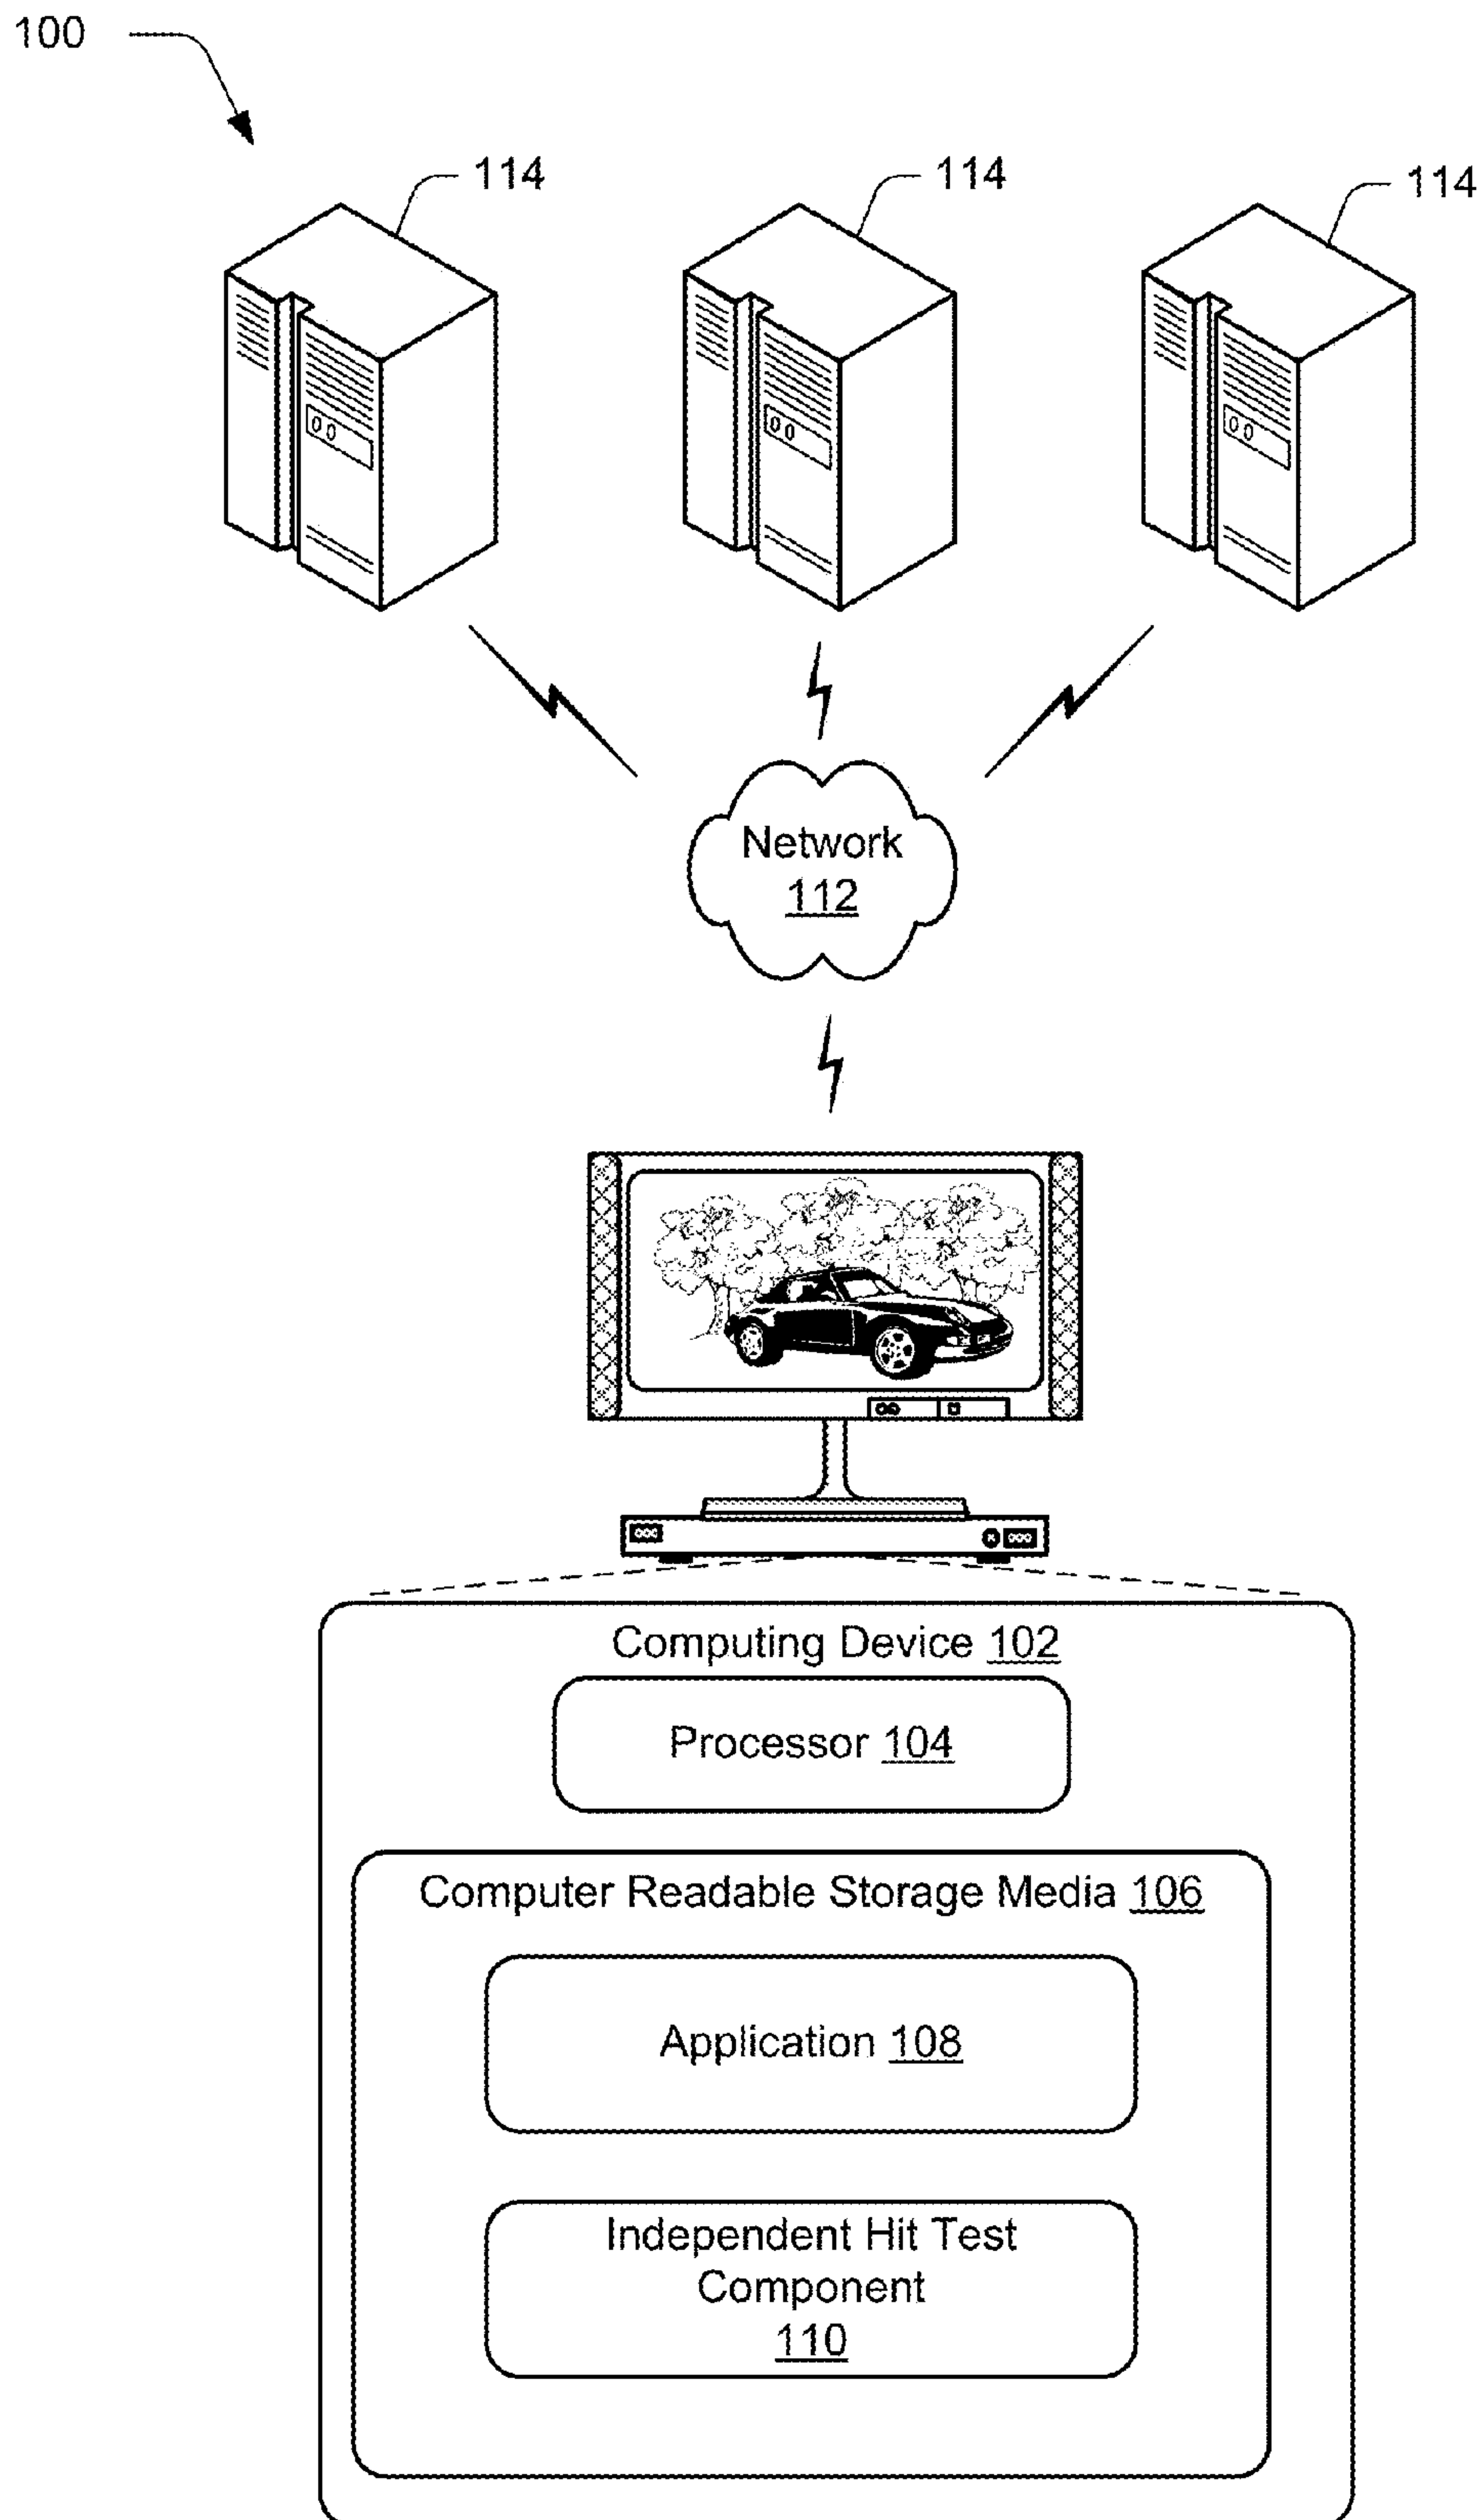 100
114
114
114
Network
112
Computing Device 102
Processor 104
Computer Readable Storage Media 106
Application 108
Independent Hit Test
Component
110